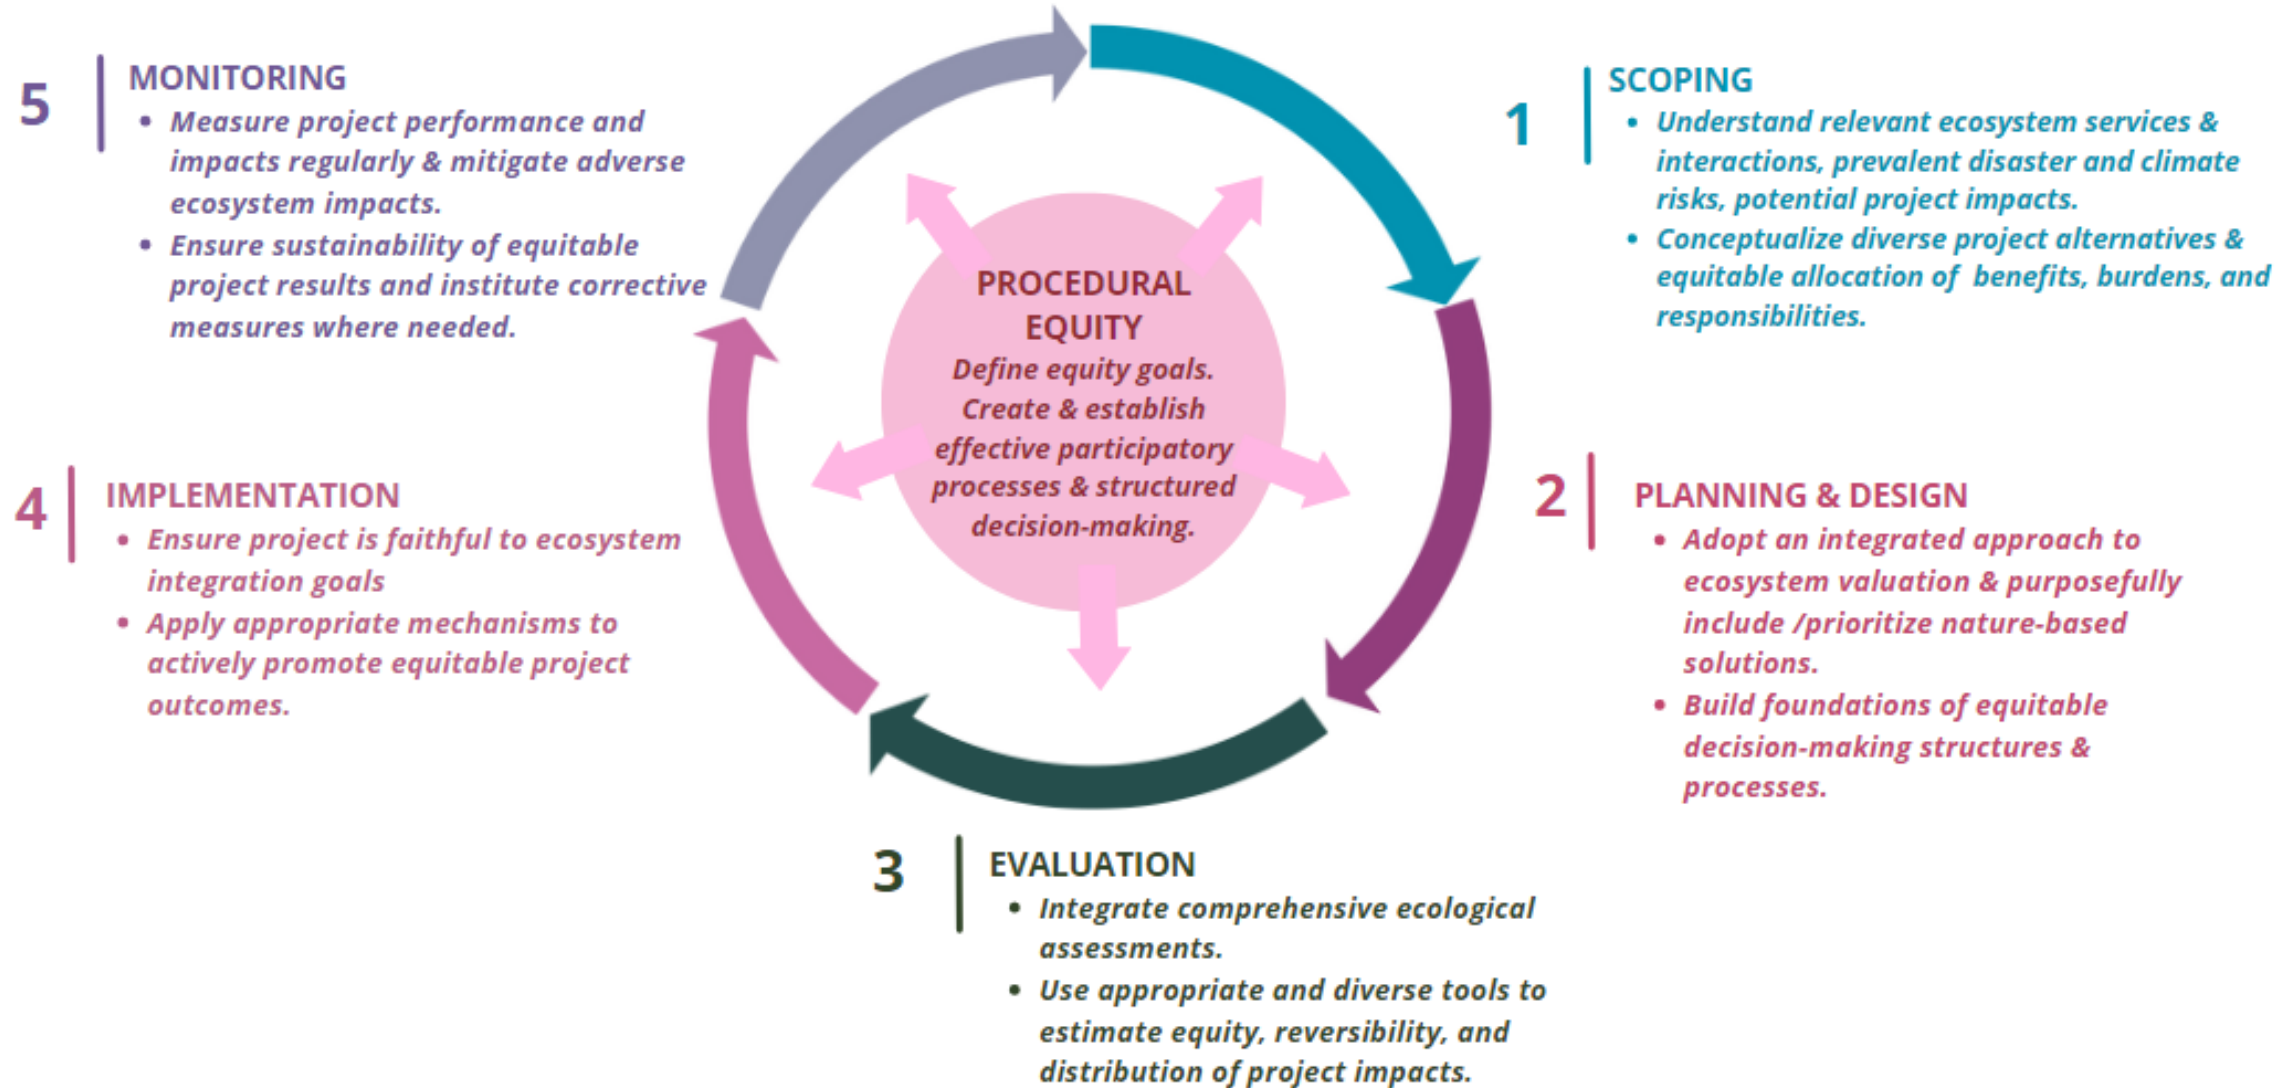 PROCEDURAL
EQUITY
Define equity goals.
Create & establish
effective participatory
processes & structured
decision-making.
1
SCOPING
• Understand relevant ecosystem services &
interactions, prevalent disaster and climate
risks, potential project impacts.
• Conceptualize diverse project alternatives &
equitable allocation of benefits, burdens, and
responsibilities.
2
PLANNING & DESIGN
• Adopt an integrated approach to
ecosystem valuation & purposefully
include /prioritize nature-based
solutions.
• Build foundations of equitable
decision-making structures &
processes.
3
EVALUATION
• Integrate comprehensive ecological
assessments.
• Use appropriate and diverse tools to
estimate equity, reversibility, and
distribution of project impacts.
4
IMPLEMENTATION
• Ensure project is faithful to ecosystem
integration goals
• Apply appropriate mechanisms to
actively promote equitable project
outcomes.
5
MONITORING
• Measure project performance and
impacts regularly & mitigate adverse
ecosystem impacts.
• Ensure sustainability of equitable
project results and institute corrective
measures where needed.